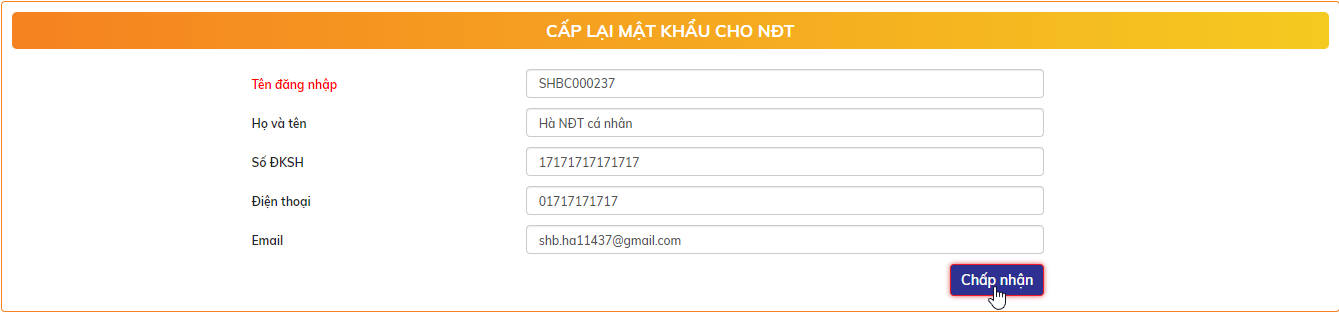 CẤP LẠI MẬT KHẨU CHO NĐT
Tên đăng nhập SHBC000237
Họ và tên Hà NĐT cá nhân
Số ĐKSH 17171717171717
Điện thoại 01717171717
Email shb.ha11437@gmail.com
Chấp nhận